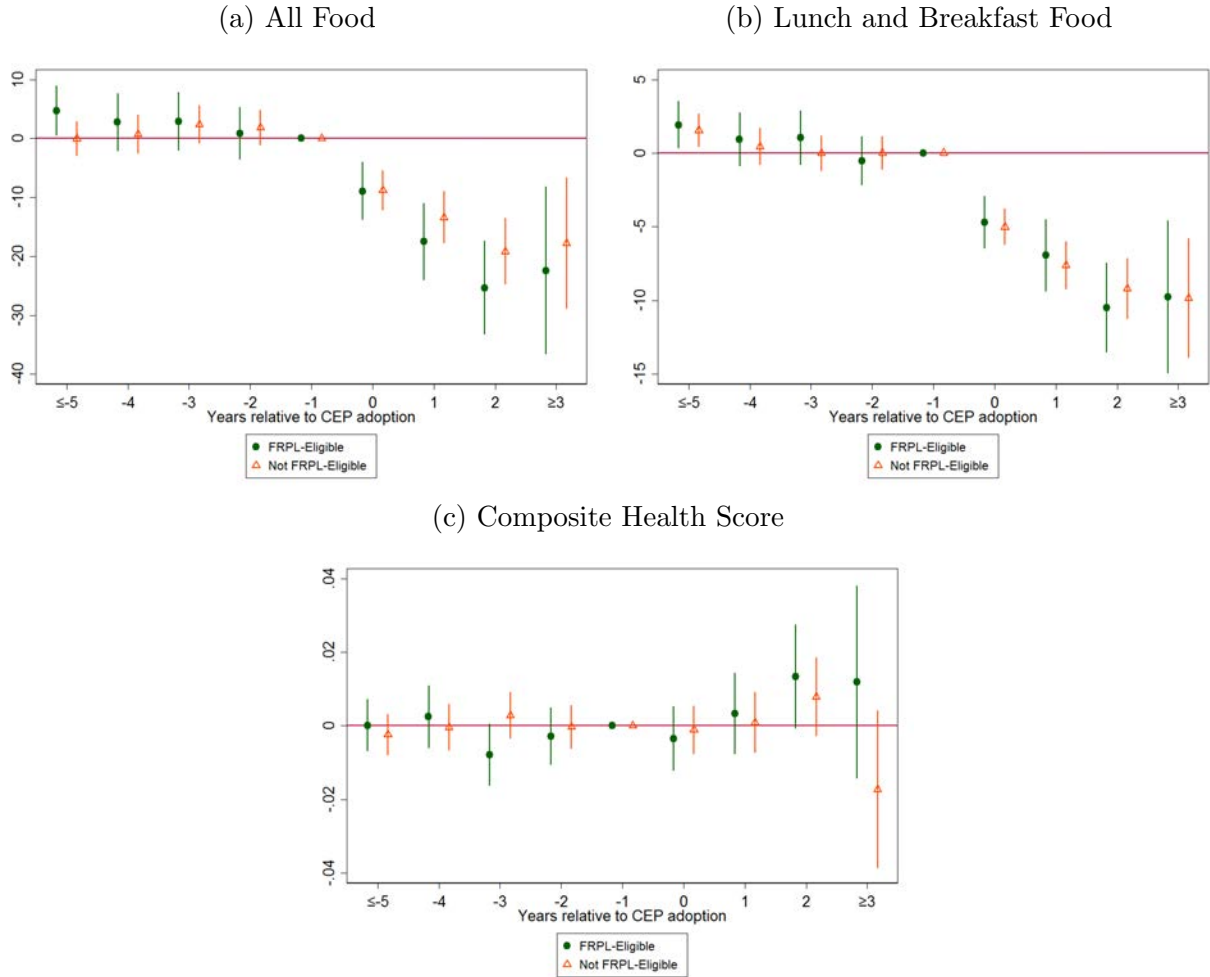 (a) All Food
(b) Lunch and Breakfast Food
10
0
-10
-20
-30
-40
≤-5 -4 -3 -2 -1 0 1 2 ≥3
Years relative to CEP adoption
FRPL-Eligible
Not FRPL-Eligible
5
0
-5
-10
-15
≤-5 -4 -3 -2 -1 0 1 2 ≥3
Years relative to CEP adoption
FRPL-Eligible
Not FRPL-Eligible
(c) Composite Health Score
.04
.02
0
-.02
-.04
≤-5 -4 -3 -2 -1 0 1 2 ≥3
Years relative to CEP adoption
FRPL-Eligible
Not FRPL-Eligible